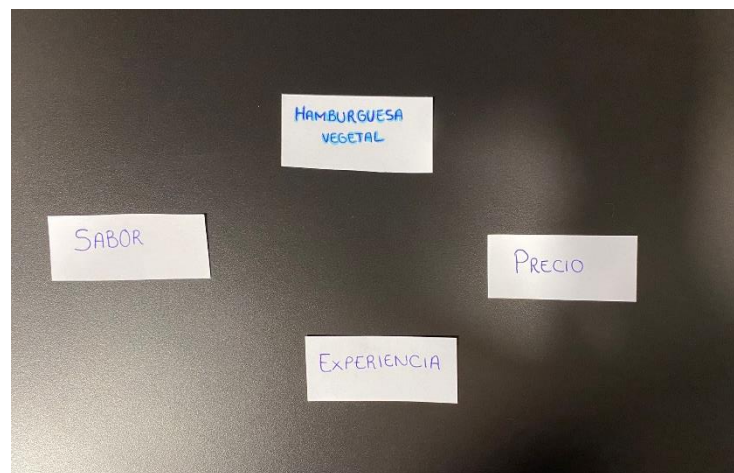 HAMBURGUESA
VEGETAL
SABOR
PRECIO
EXPERIENCIA